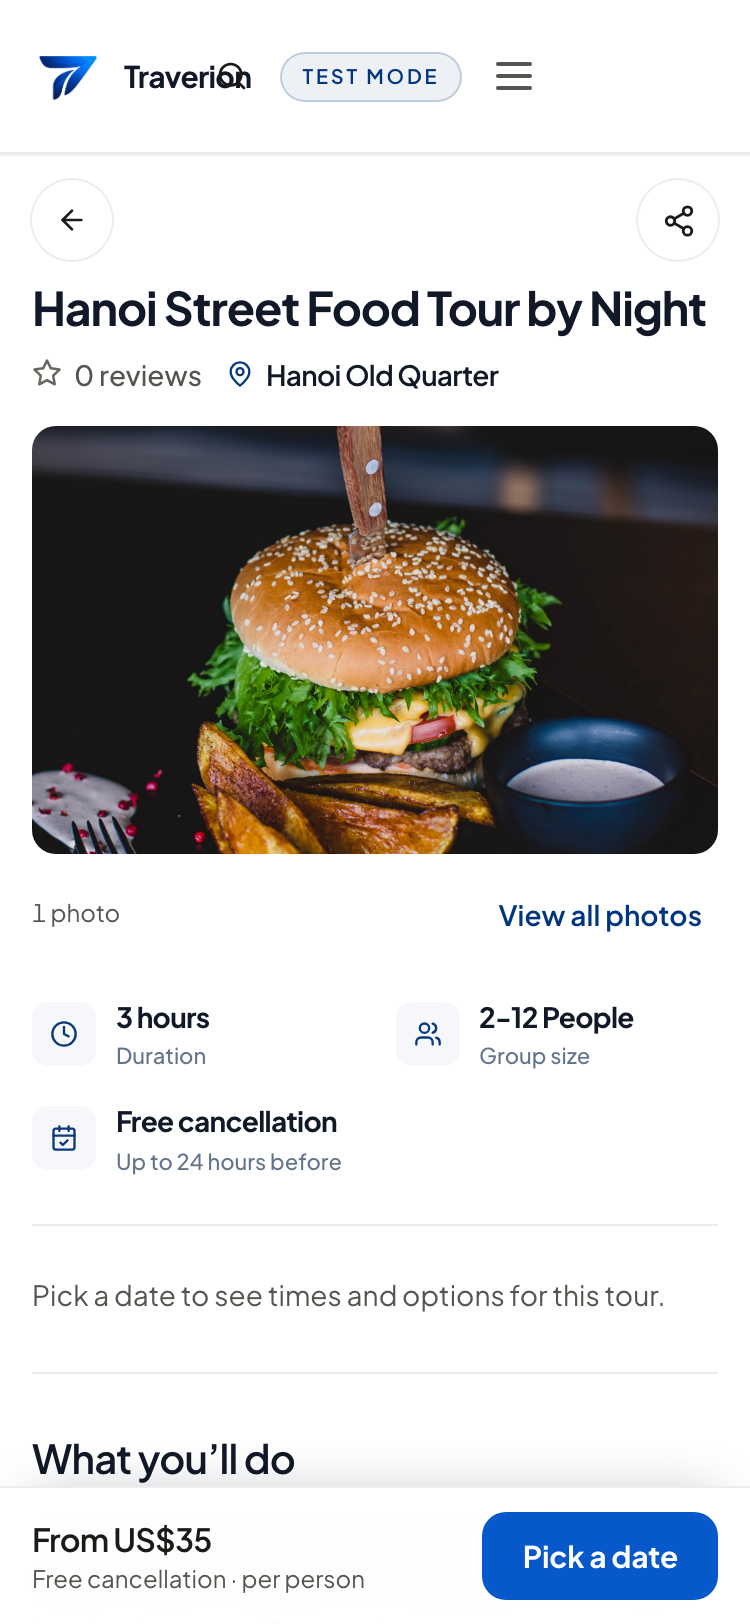 Traverion
TEST MODE
Hanoi Street Food Tour by Night
0 reviews
Hanoi Old Quarter
1 photo
View all photos
3 hours
Duration
2–12 People
Group size
Free cancellation
Up to 24 hours before
Pick a date to see times and options for this tour.
What you’ll do
From US$35
Free cancellation · per person
Pick a date